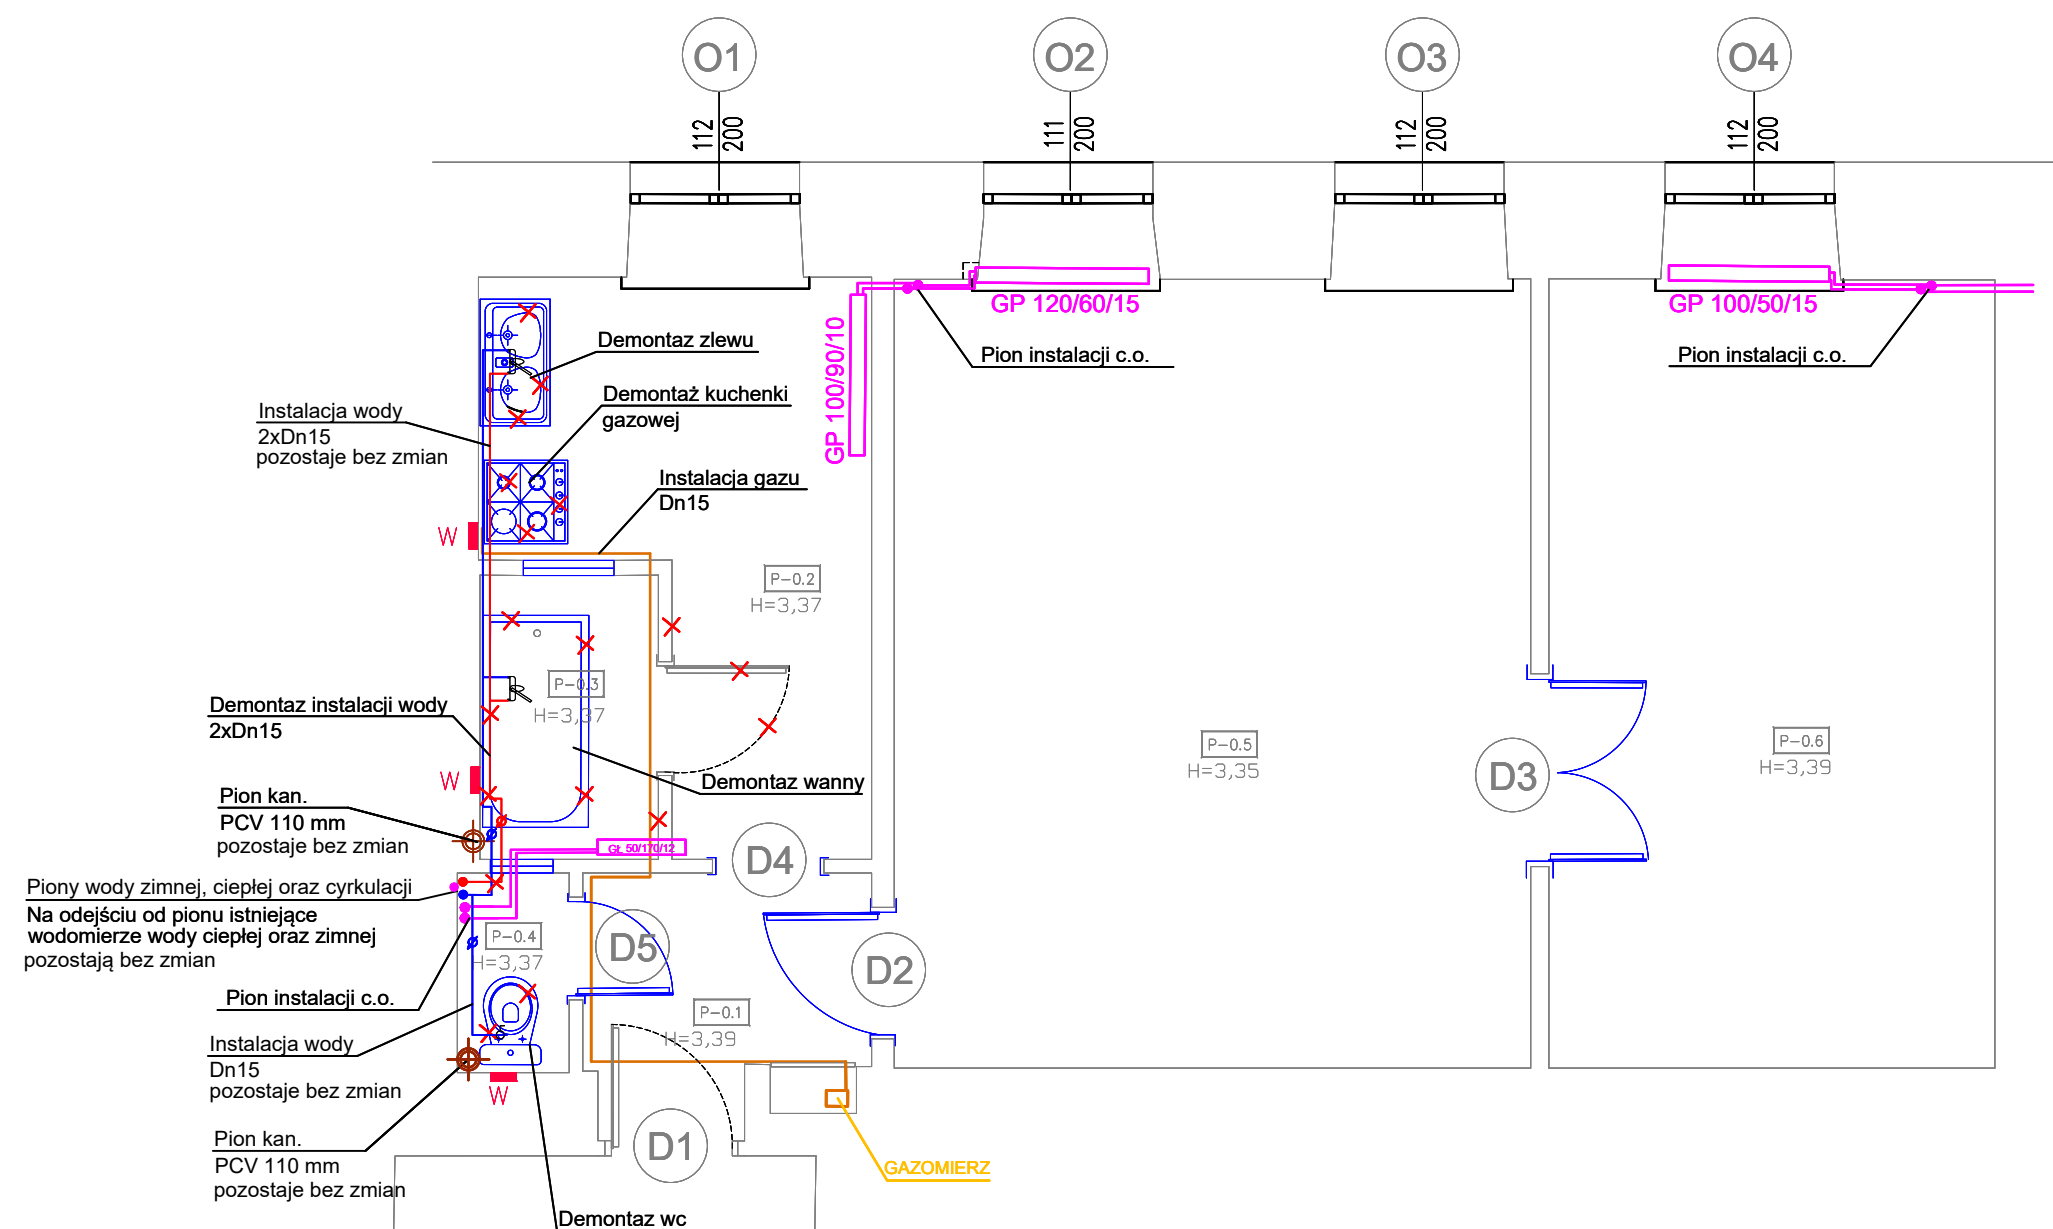 O1
O2
O3
O4
112
200
111
200
112
200
112
200
GP 120/60/15
GP 100/50/15
GP 100/90/10
Pion instalacji c.o.
Pion instalacji c.o.
Demontaz zlewu
Demontaż kuchenki
gazowej
Instalacja wody
2xDn15
pozostaje bez zmian
Instalacja gazu
Dn15
W
P-0.2
H=3,37
P-0.3
H=3,37
Demontaz instalacji wody
2xDn15
P-0.5
H=3,35
P-0.6
H=3,39
D3
W
Demontaz wanny
Pion kan.
PCV 110 mm
pozostaje bez zmian
GŁ 50/170/12
D4
Piony wody zimnej, ciepłej oraz cyrkulacji
Na odejściu od pionu istniejące
wodomierze wody ciepłej oraz zimnej
pozostają bez zmian
P-0.4
H=3,37
D5
D2
Pion instalacji c.o.
P-0.1
H=3,39
Instalacja wody
Dn15
pozostaje bez zmian
W
Pion kan.
PCV 110 mm
pozostaje bez zmian
D1
GAZOMIERZ
Demontaz wc